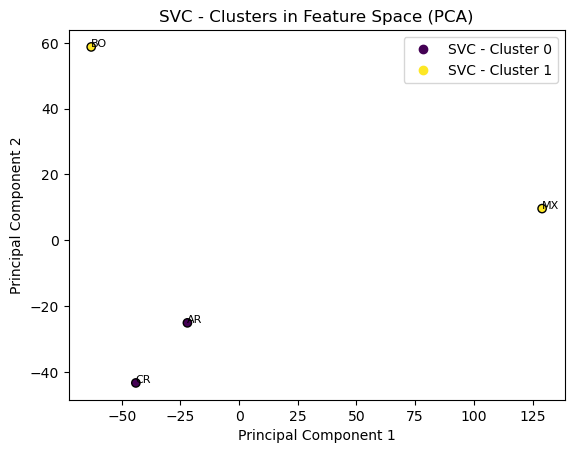 SVC - Clusters in Feature Space (PCA)
SVC - Cluster 0
SVC - Cluster 1
BO
MX
AR
CR
60
40
20
0
−20
−40
Principal Component 2
−50
−25
0
25
50
75
100
125
Principal Component 1